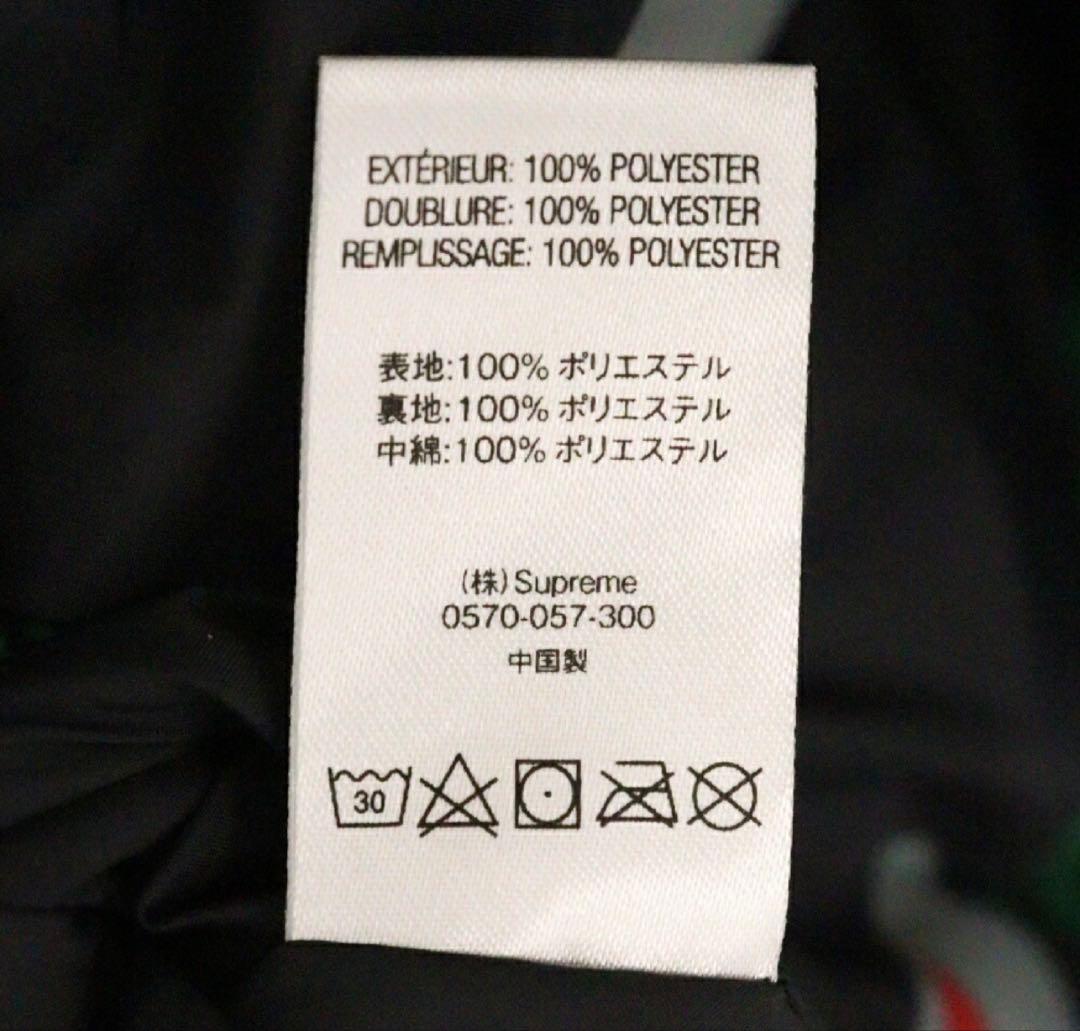 EXTÉRIEUR: 100% POLYESTER
DOUBLURE: 100% POLYESTER
REMPLISSAGE: 100% POLYESTER
表地:100% ポリエステル
裏地:100% ポリエステル
中綿:100% ポリエステル
(株)Supreme
0570-057-300
中国製
30